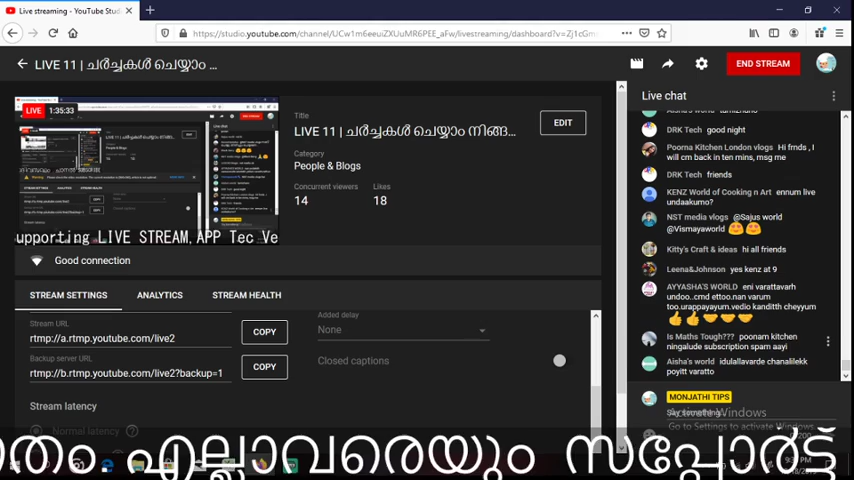 Live streaming - YouTube Stud
https://studio.youtube.com/channel/UCw1m6eeuiZXUuMR6PEE_aFw/livestreaming/dashboard?v=Zj1cGm
LIVE 11 | ചർച്ചകൾ ചെയ്യാം ...
END STREAM
LIVE 1:35:33
upporting LIVE STREAM,APP Tec Ve
Title
LIVE 11 | ചർച്ചകൾ ചെയ്യാം നിങ്ങ...
EDIT
Category
People & Blogs
Concurrent viewers
Likes
14
18
Good connection
STREAM SETTINGS
ANALYTICS
STREAM HEALTH
Stream URL
rtmp://a.rtmp.youtube.com/live2
COPY
Backup server URL
rtmp://b.rtmp.youtube.com/live2?backup=1
COPY
Stream latency
Normal latency
Added delay
None
Closed captions
Live chat
DRK Tech good night
Poorna Kitchen London vlogs Hi frnds , I
will cm back in ten mins, msg me
DRK Tech friends
KENZ World of Cooking n Art ennum live
undaakumo?
NST media vlogs @Sajus world
@Vismayaworld 😍😍
Kitty's Craft & ideas hi all friends
Leena&Johnson yes kenz at 9
AYYASHA'S WORLD eni varattavarh
undoo..cmd ettoo.nan varum
too.urappayayum.vedio kanditth cheyyum
👍👍🤝🤝🤝
Is Maths Tough??? poonam kitchen
ningalude subscription spam aayi
Aisha's world idulallavarde chanalilekk
poyitt varatto
MONJATHI TIPS
Say something...
Activate Windows
Go to Settings to activate Windows.
തം എല്ലാവരെയും സപ്പോർട്ട്